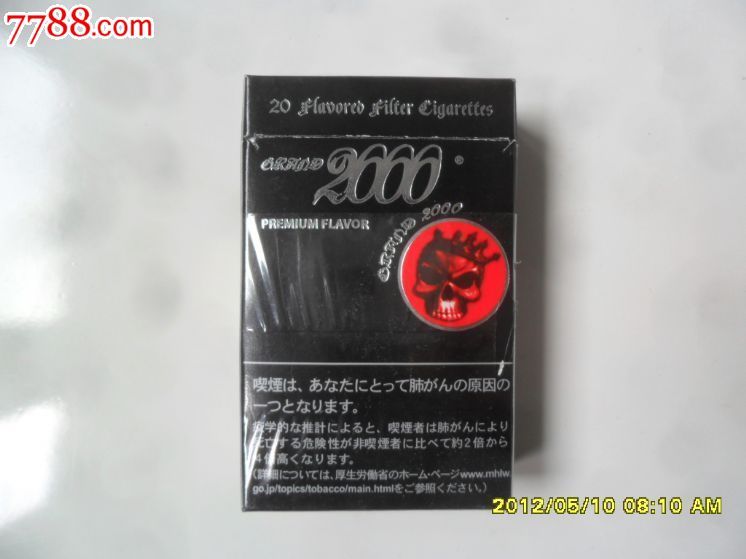 7788.com
20 Flavored Filter Cigarettes
GRAND 2000 ®
PREMIUM FLAVOR
GRAND 2000
喫煙は、あなたにとって肺がんの原因の
一つとなります。
疫学的な推計によると、喫煙者は肺がんにより
死亡する危険性が非喫煙者に比べて約2倍から
4倍高くなります。
(詳細については、厚生労働省のホーム・ページwww.mhlw.
go.jp/topics/tobacco/main.htmlをご参照ください。)
2012/05/10 08:10 AM